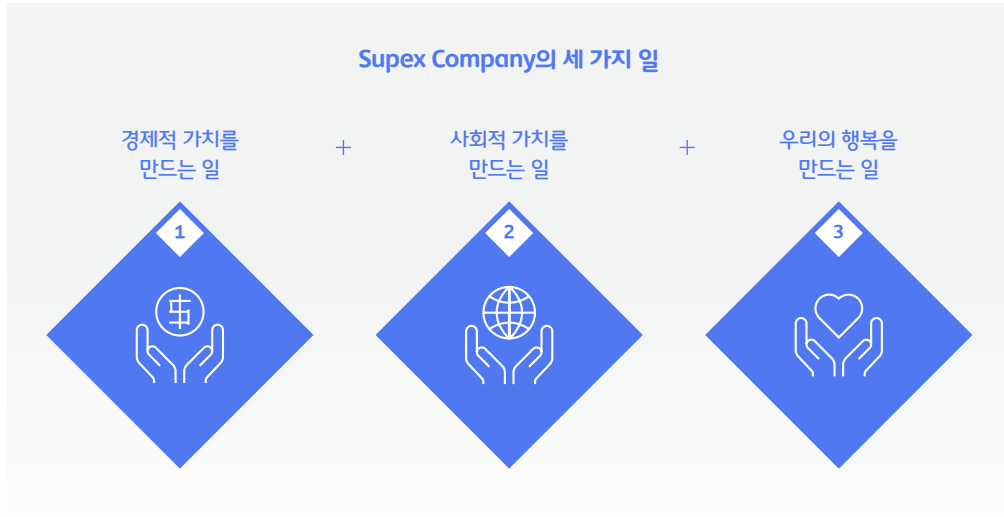 Supex Company의 세 가지 일
경제적 가치를
만드는 일
+
사회적 가치를
만드는 일
+
우리의 행복을
만드는 일
1
2
3